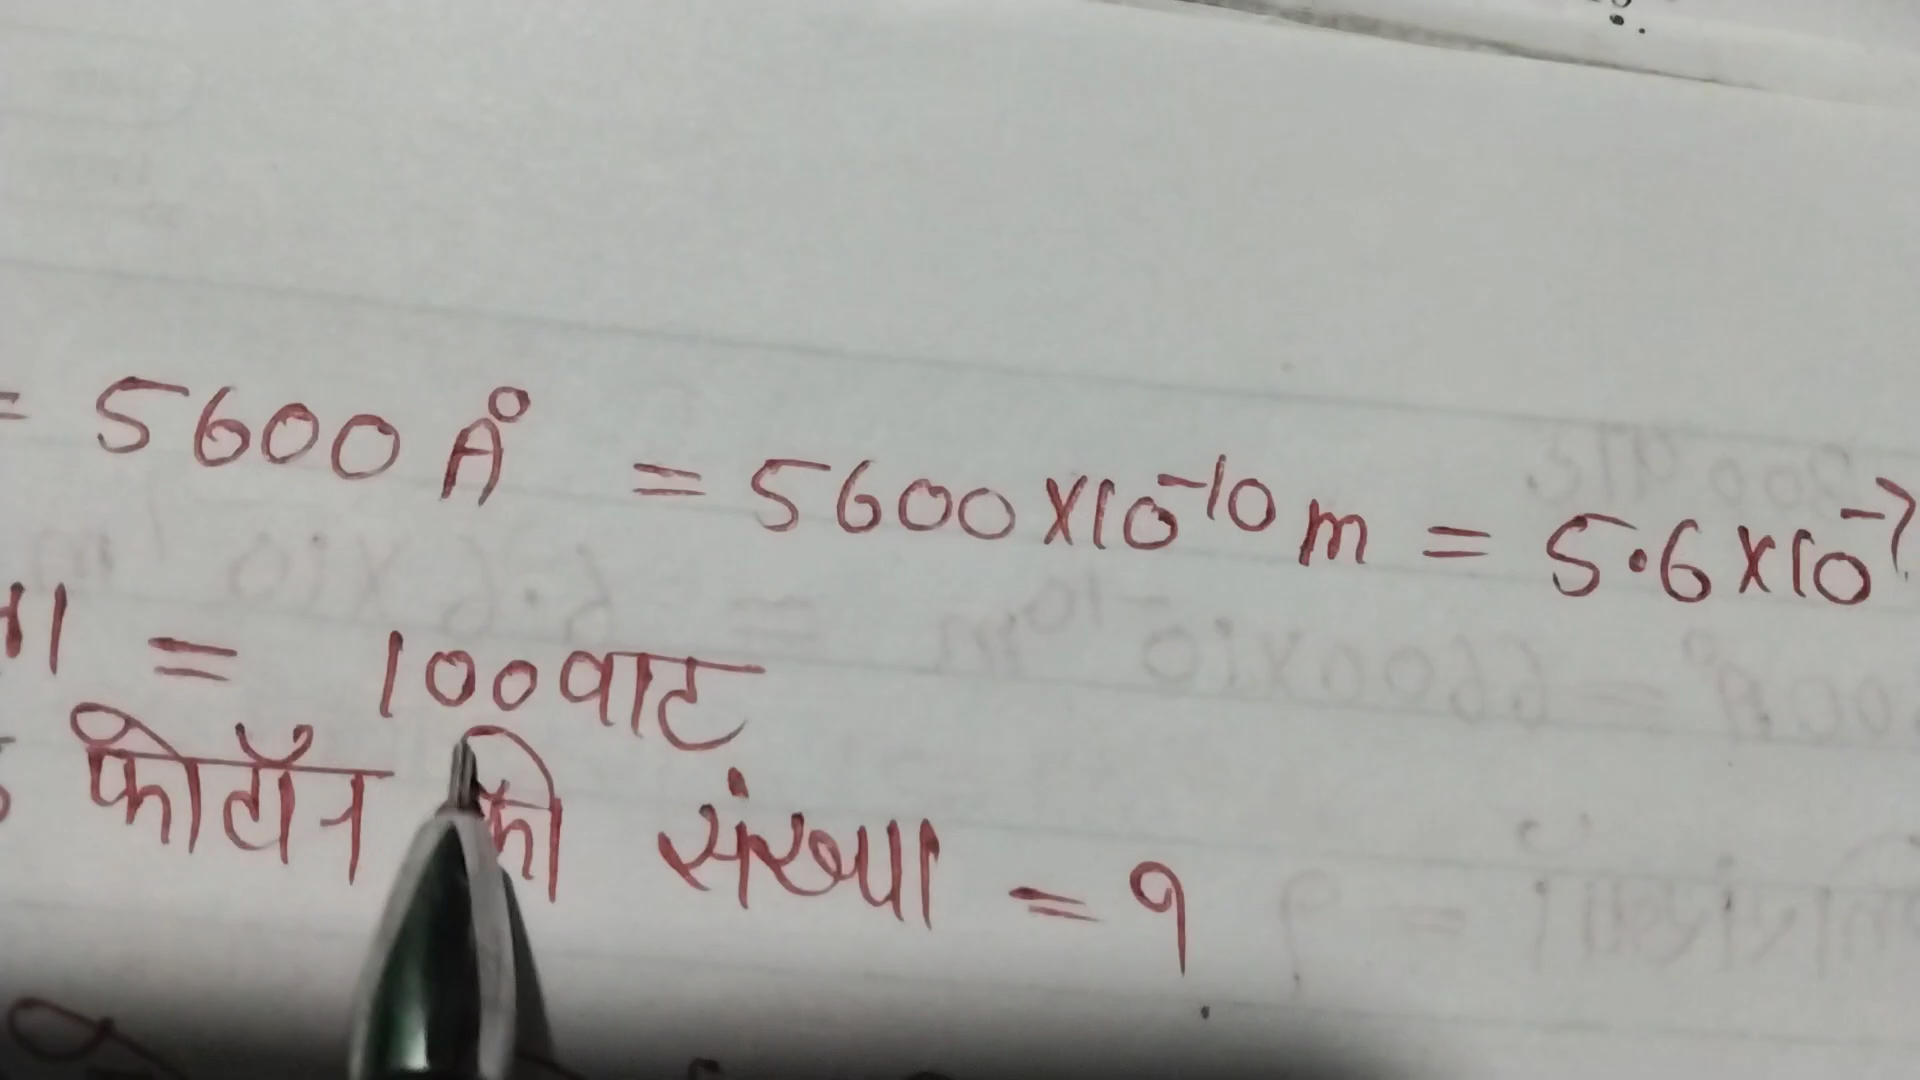 = 5600 Å = 5600×10⁻¹⁰ m = 5.6×10⁻⁷
= 100 वाट
फोटॉन की संख्या = ?